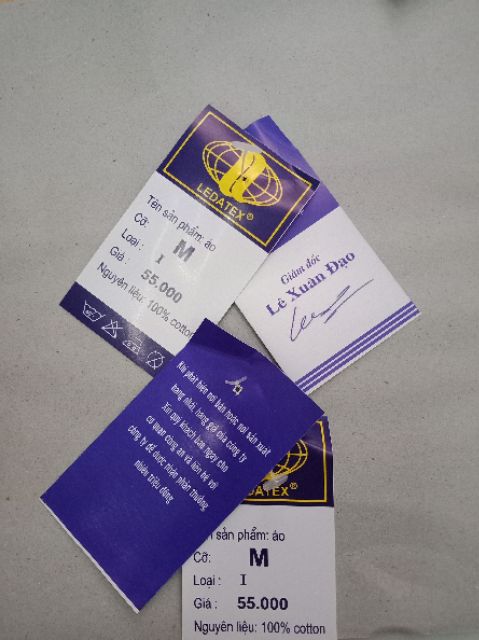 LEDATEX®
Tên sản phẩm: áo
Cỡ: M
Loại: I
Giá: 55.000
Nguyên liệu: 100% cotton
Giám đốc
Lê Xuân Đạo
Khi phát hiện nơi bán hoặc nơi sản xuất
hàng nhái, hàng giả của công ty
Xin quý khách báo ngay cho
cơ quan công an và liên hệ với
công ty để được nhận phần thưởng
nhiều triệu đồng
DATEX®
sản phẩm: áo
Cỡ: M
Loại : I
Giá : 55.000
Nguyên liệu: 100% cotton